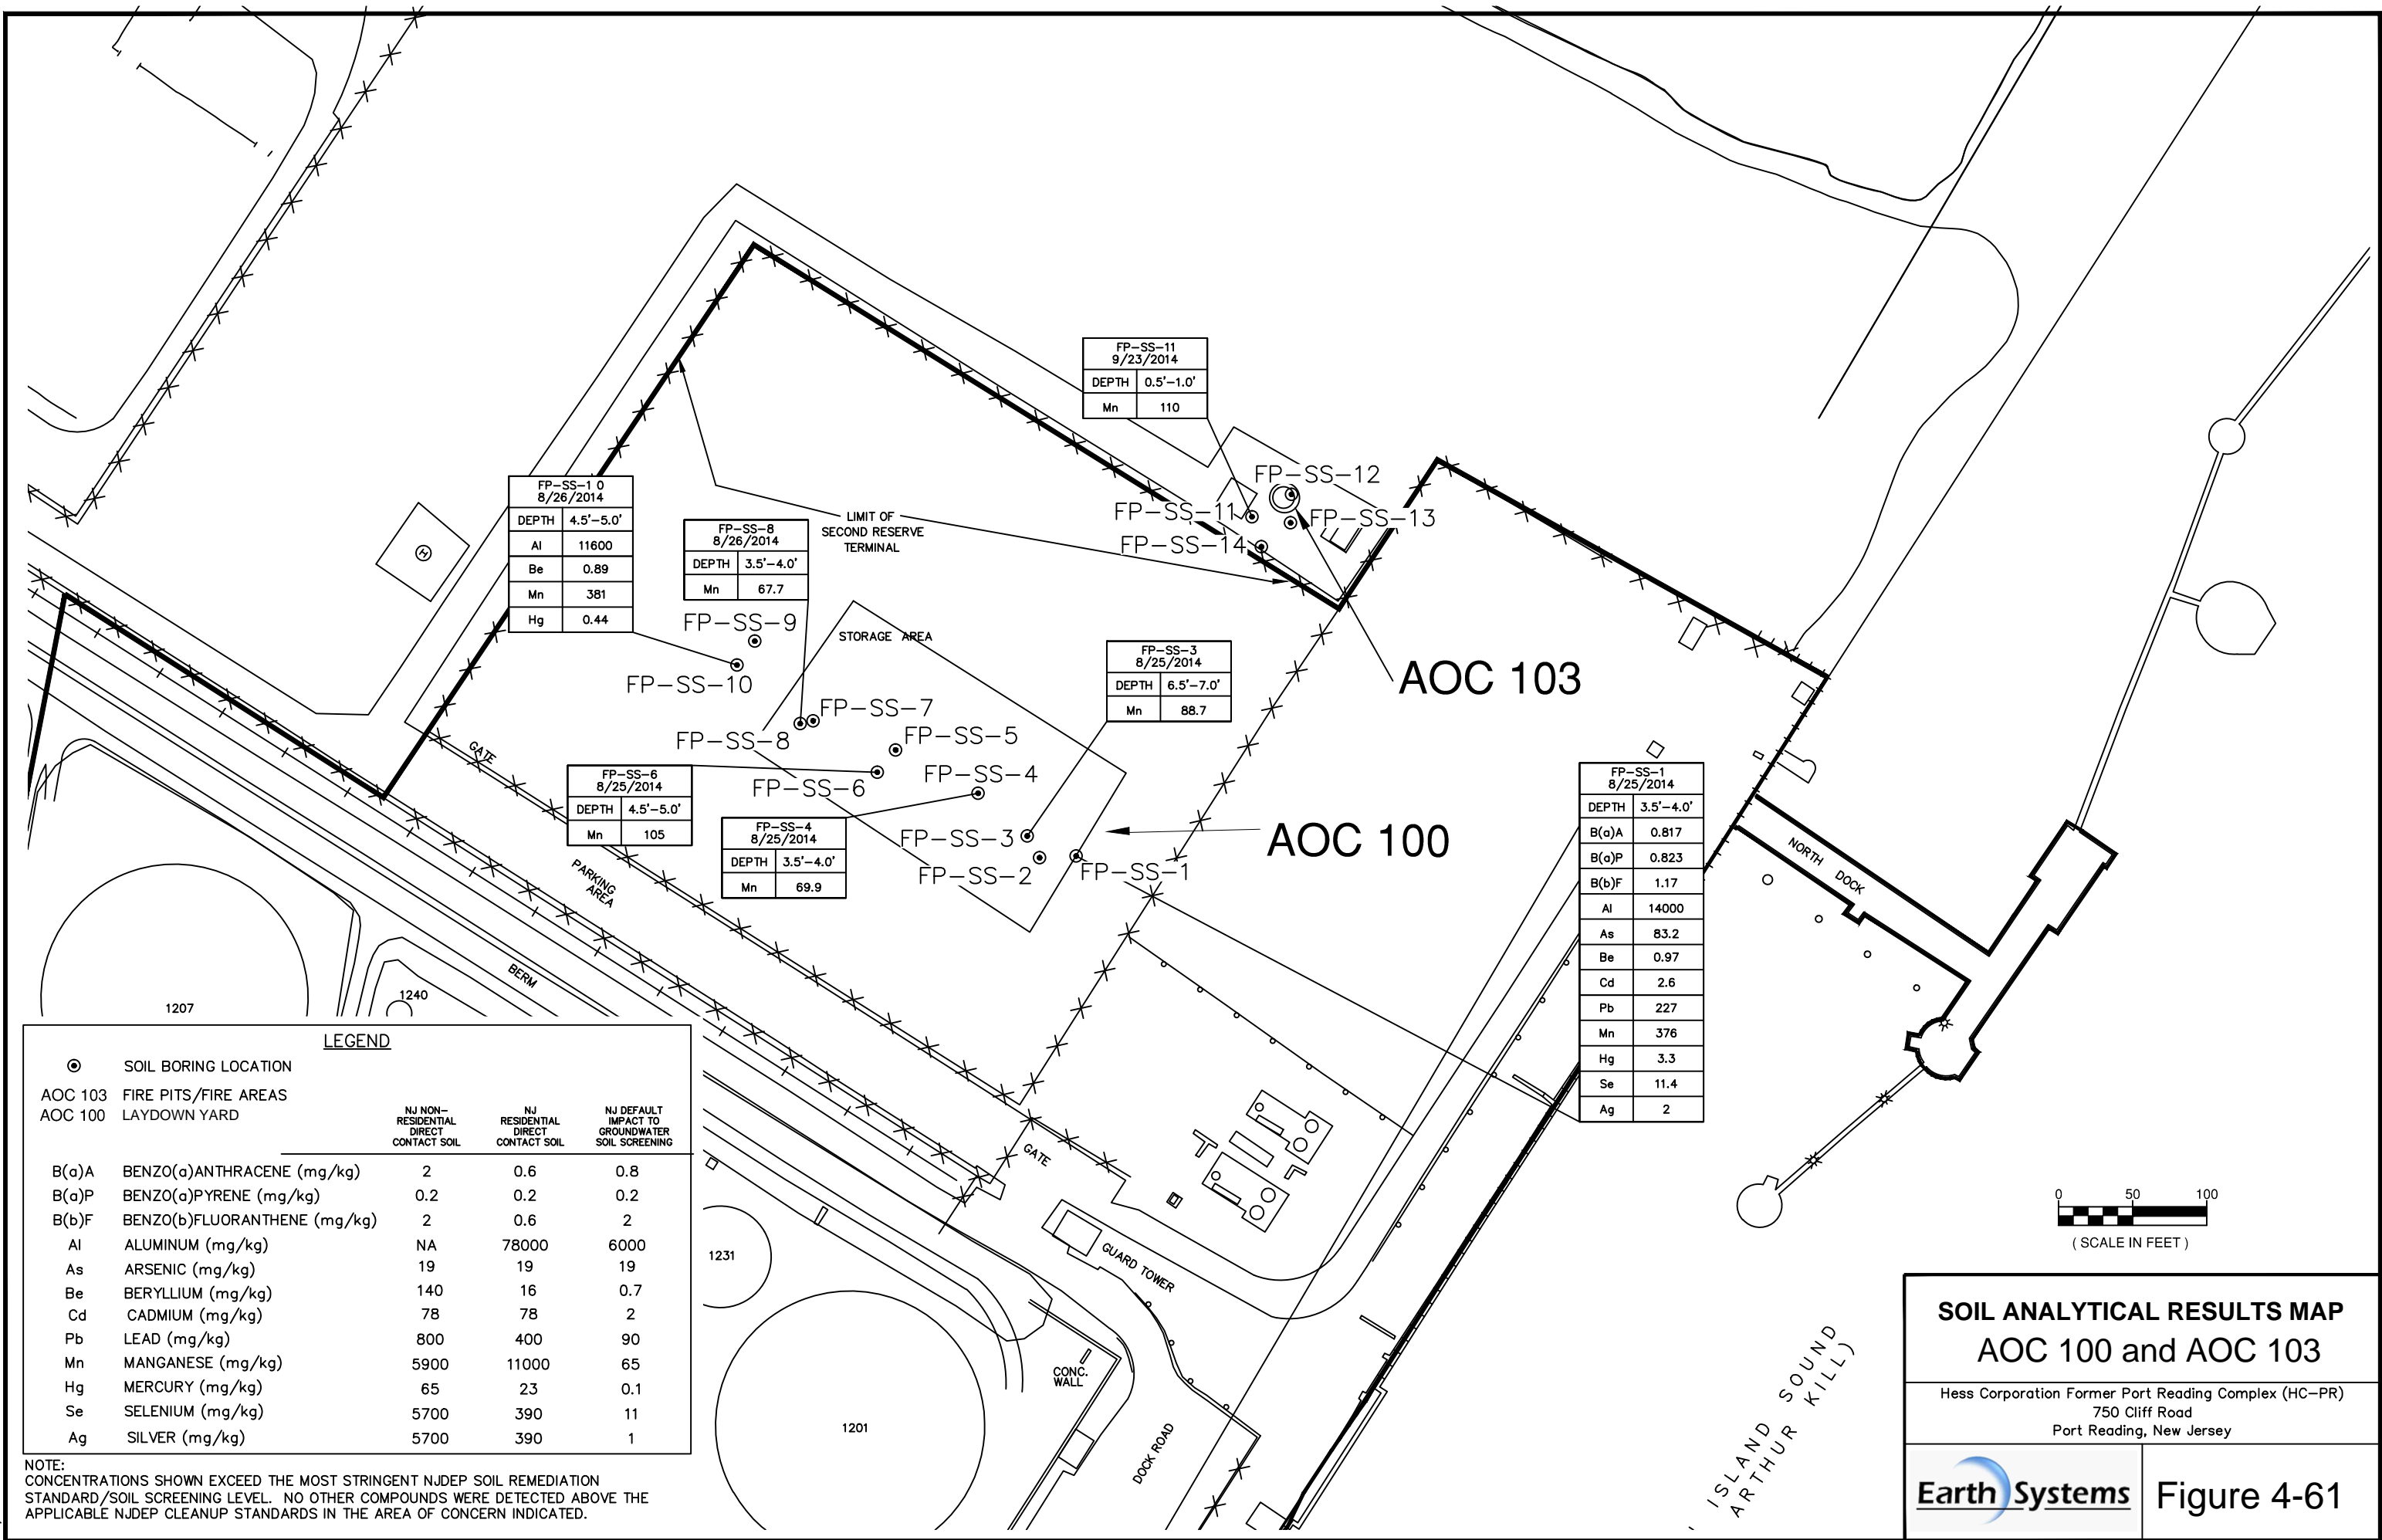 FP-SS-11
9/23/2014
DEPTH 0.5'-1.0'
Mn 110
FP-SS-12
FP-SS-11
FP-SS-13
FP-SS-14
LIMIT OF
SECOND RESERVE
TERMINAL
FP-SS-1 0
8/26/2014
DEPTH 4.5'-5.0'
Al 11600
Be 0.89
Mn 381
Hg 0.44
H
FP-SS-8
8/26/2014
DEPTH 3.5'-4.0'
Mn 67.7
FP-SS-9
STORAGE AREA
FP-SS-10
FP-SS-3
8/25/2014
DEPTH 6.5'-7.0'
Mn 88.7
AOC 103
FP-SS-7
FP-SS-8
FP-SS-5
FP-SS-4
FP-SS-6
GATE
FP-SS-6
8/25/2014
DEPTH 4.5'-5.0'
Mn 105
FP-SS-4
8/25/2014
DEPTH 3.5'-4.0'
Mn 69.9
FP-SS-3
FP-SS-2
FP-SS-1
AOC 100
FP-SS-1
8/25/2014
DEPTH 3.5'-4.0'
B(a)A 0.817
B(a)P 0.823
B(b)F 1.17
Al 14000
As 83.2
Be 0.97
Cd 2.6
Pb 227
Mn 376
Hg 3.3
Se 11.4
Ag 2
NORTH
DOCK
PARKING
AREA
BERM
1207
1240
GATE
GUARD TOWER
1231
1201
CONC.
WALL
DOCK ROAD
ISLAND SOUND
ARTHUR KILL)
LEGEND
SOIL BORING LOCATION
AOC 103 FIRE PITS/FIRE AREAS
AOC 100 LAYDOWN YARD
NJ NON-
RESIDENTIAL
DIRECT
CONTACT SOIL
NJ
RESIDENTIAL
DIRECT
CONTACT SOIL
NJ DEFAULT
IMPACT TO
GROUNDWATER
SOIL SCREENING
B(a)A BENZO(a)ANTHRACENE (mg/kg) 2 0.6 0.8
B(a)P BENZO(a)PYRENE (mg/kg) 0.2 0.2 0.2
B(b)F BENZO(b)FLUORANTHENE (mg/kg) 2 0.6 2
Al ALUMINUM (mg/kg) NA 78000 6000
As ARSENIC (mg/kg) 19 19 19
Be BERYLLIUM (mg/kg) 140 16 0.7
Cd CADMIUM (mg/kg) 78 78 2
Pb LEAD (mg/kg) 800 400 90
Mn MANGANESE (mg/kg) 5900 11000 65
Hg MERCURY (mg/kg) 65 23 0.1
Se SELENIUM (mg/kg) 5700 390 11
Ag SILVER (mg/kg) 5700 390 1
NOTE:
CONCENTRATIONS SHOWN EXCEED THE MOST STRINGENT NJDEP SOIL REMEDIATION
STANDARD/SOIL SCREENING LEVEL. NO OTHER COMPOUNDS WERE DETECTED ABOVE THE
APPLICABLE NJDEP CLEANUP STANDARDS IN THE AREA OF CONCERN INDICATED.
0 50 100
( SCALE IN FEET )
SOIL ANALYTICAL RESULTS MAP
AOC 100 and AOC 103
Hess Corporation Former Port Reading Complex (HC-PR)
750 Cliff Road
Port Reading, New Jersey
Earth Systems
Figure 4-61